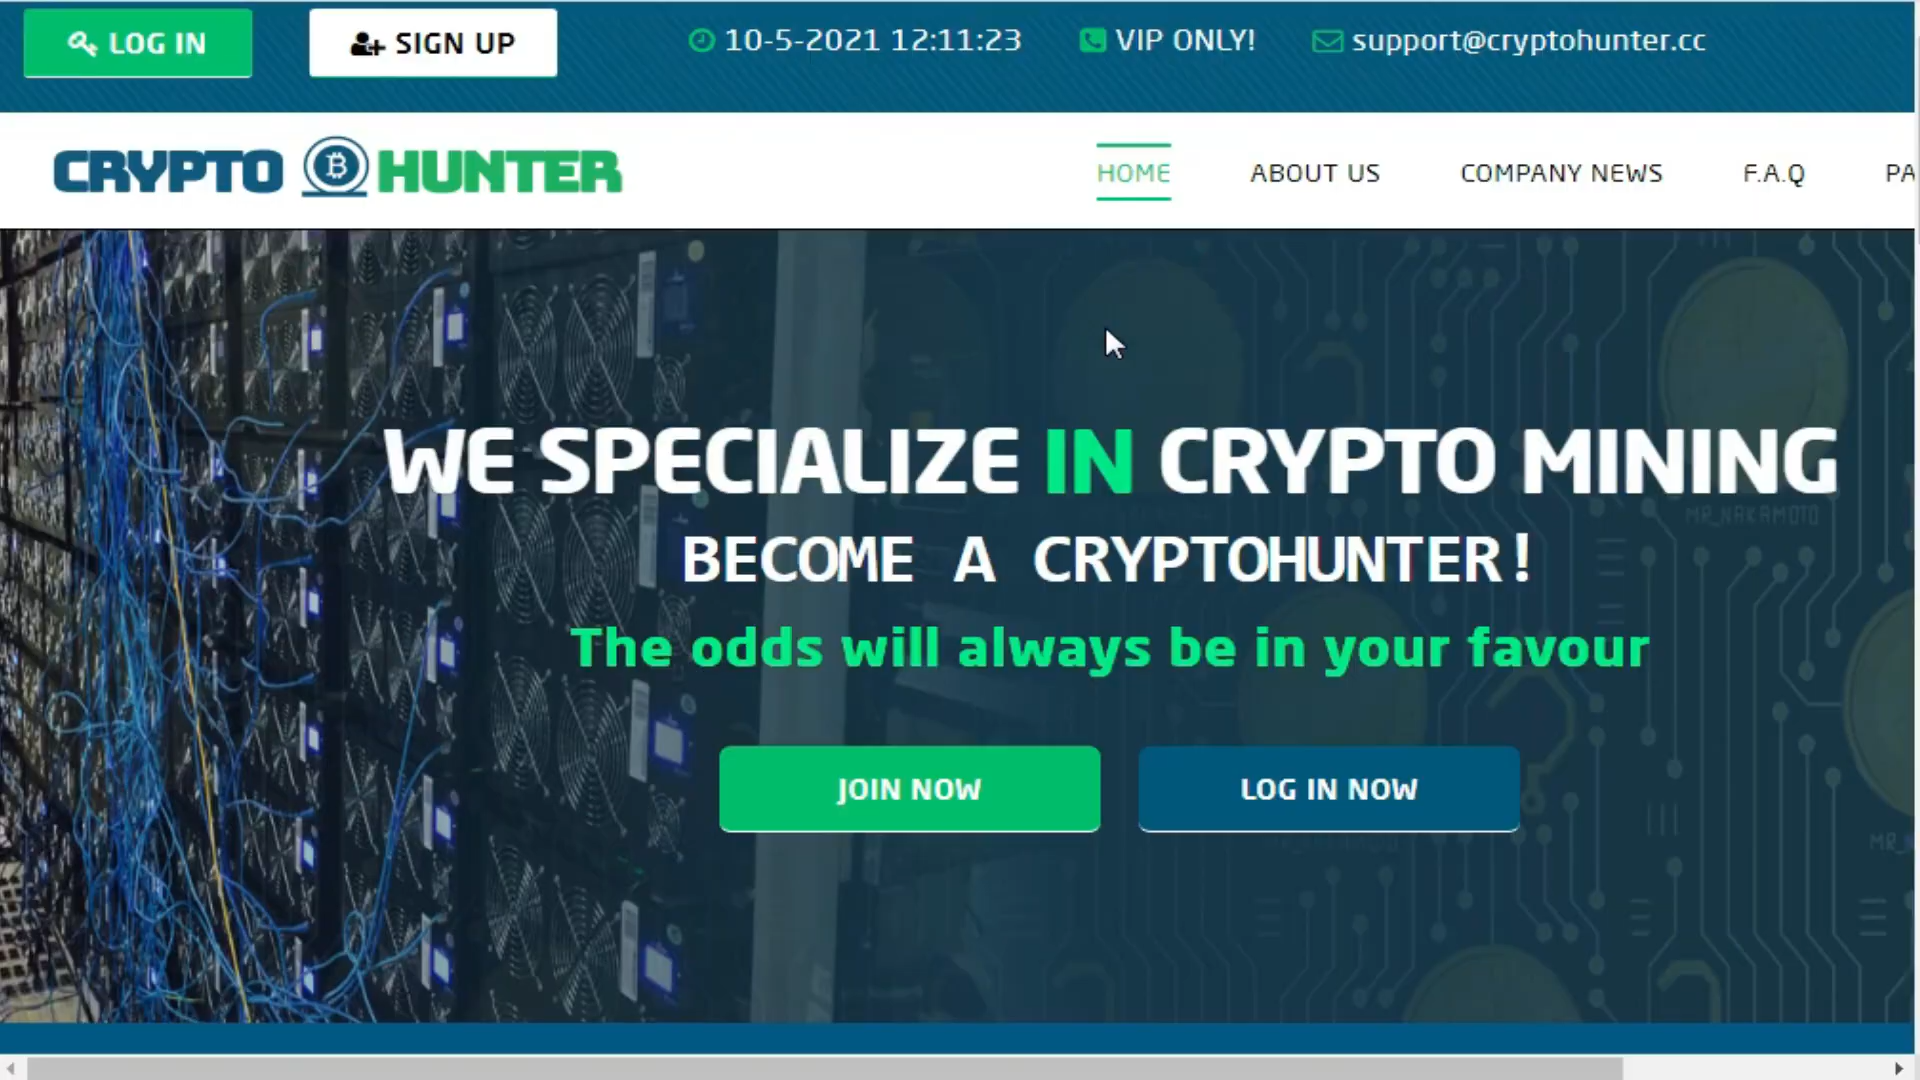 LOG IN
SIGN UP
10-5-2021 12:11:23
VIP ONLY!
support@cryptohunter.cc
CRYPTO HUNTER
HOME
ABOUT US
COMPANY NEWS
F.A.Q
PA
WE SPECIALIZE IN CRYPTO MINING
MR_NAKAMOTO
BECOME A CRYPTOHUNTER!
The odds will always be in your favour
JOIN NOW
LOG IN NOW
MR_